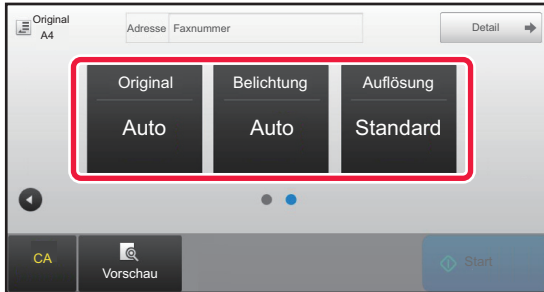 Original
A4
Adresse Faxnummer
Detail
Original Belichtung Auflösung
Auto Auto Standard
CA
Vorschau
Start